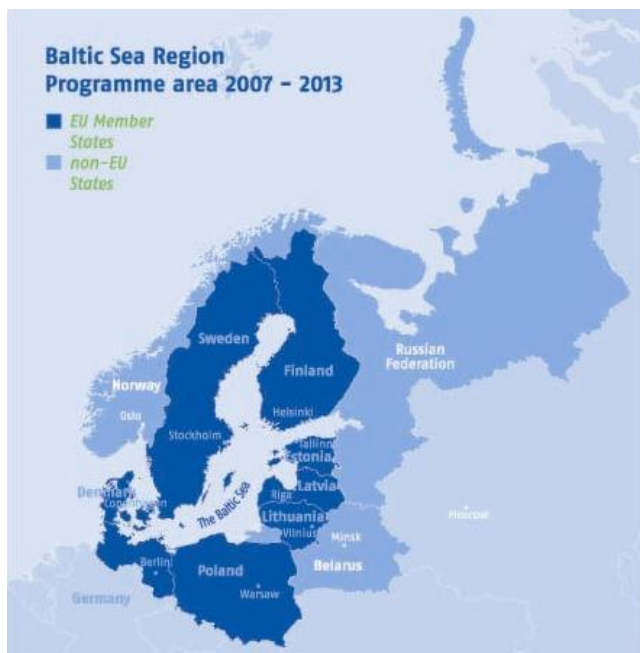 Baltic Sea Region
Programme area 2007 – 2013
EU Member
States
non-EU
States
Sweden
Finland
Russian
Federation
Norway
Oslo
Helsinki
Stockholm
Tallinn
Estonia
Denmark
Copenhagen
Riga
Latvia
The Baltic Sea
Lithuania
Vilnius
Moscow
Minsk
Belarus
Berlin
Poland
Warsaw
Germany